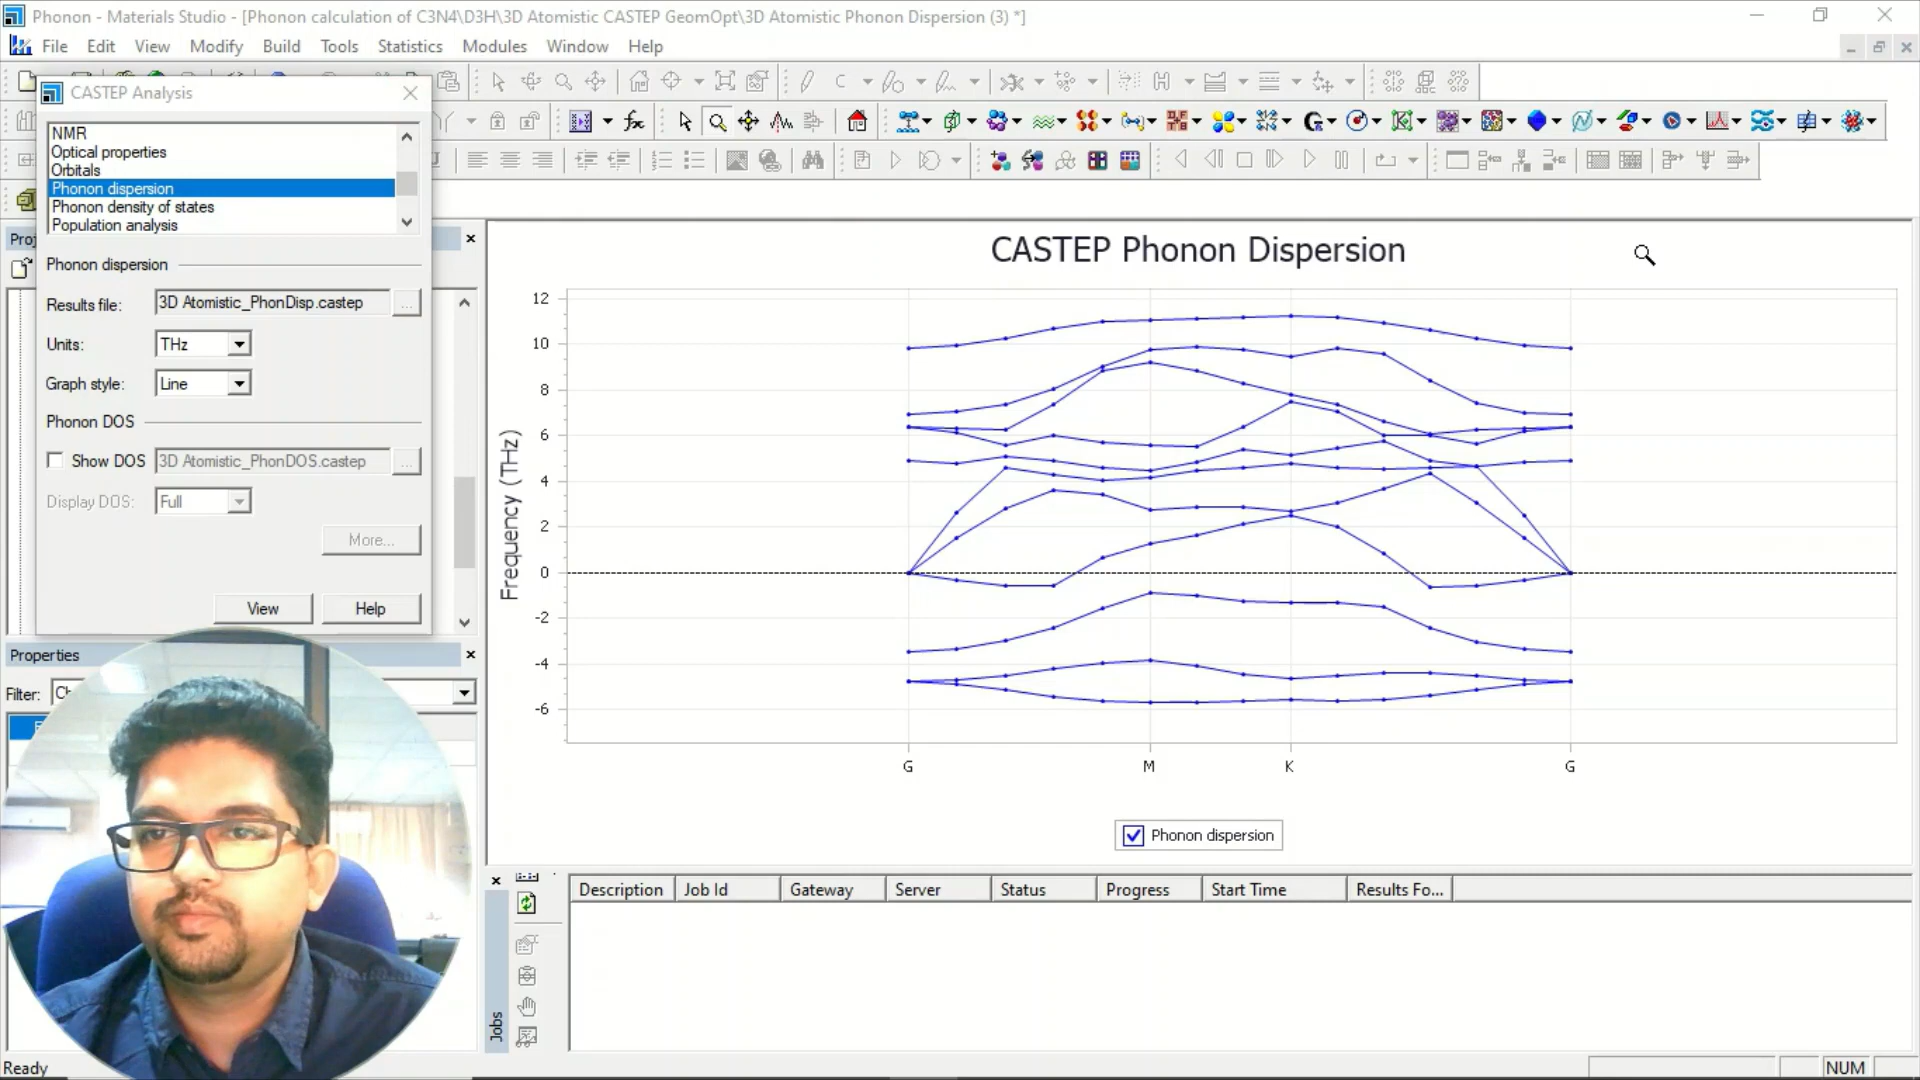 Phonon - Materials Studio - [Phonon calculation of C3N4\D3H\3D Atomistic CASTEP GeomOpt\3D Atomistic Phonon Dispersion (3) *]
File Edit View Modify Build Tools Statistics Modules Window Help
CASTEP Analysis
NMR
Optical properties
Orbitals
Phonon dispersion
Phonon density of states
Population analysis
Phonon dispersion
Results file: 3D Atomistic_PhonDisp.castep ...
Units: THz
Graph style: Line
Phonon DOS
Show DOS 3D Atomistic_PhonDOS.castep ...
Display DOS: Full
More...
View Help
Properties
Filter:
CASTEP Phonon Dispersion
Frequency (THz)
12
10
8
6
4
2
0
-2
-4
-6
G M K G
Phonon dispersion
Jobs
Description Job Id Gateway Server Status Progress Start Time Results Fo...
Ready
NUM